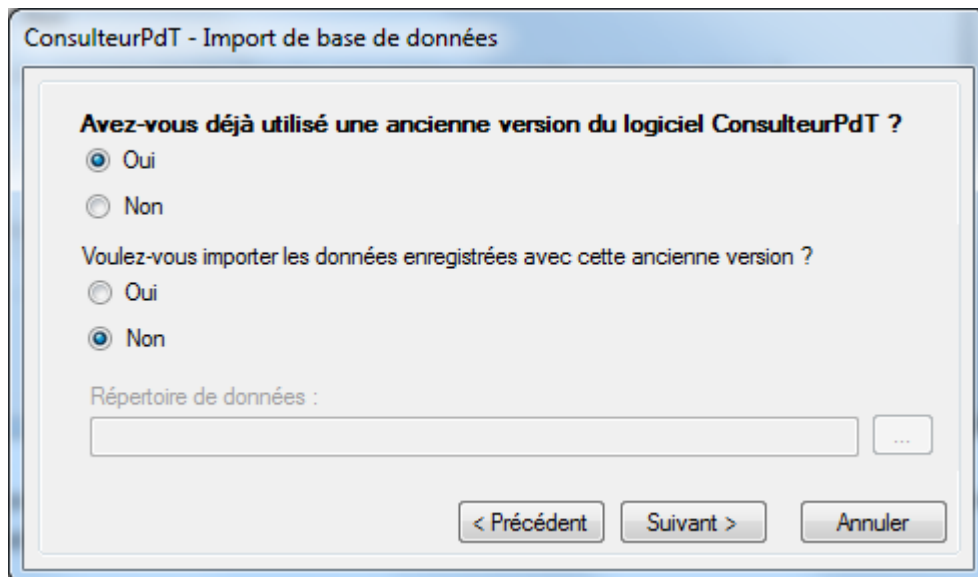 ConsulteurPdT - Import de base de données
Avez-vous déjà utilisé une ancienne version du logiciel ConsulteurPdT ?
Oui
Non
Voulez-vous importer les données enregistrées avec cette ancienne version ?
Oui
Non
Répertoire de données :
...
< Précédent Suivant > Annuler